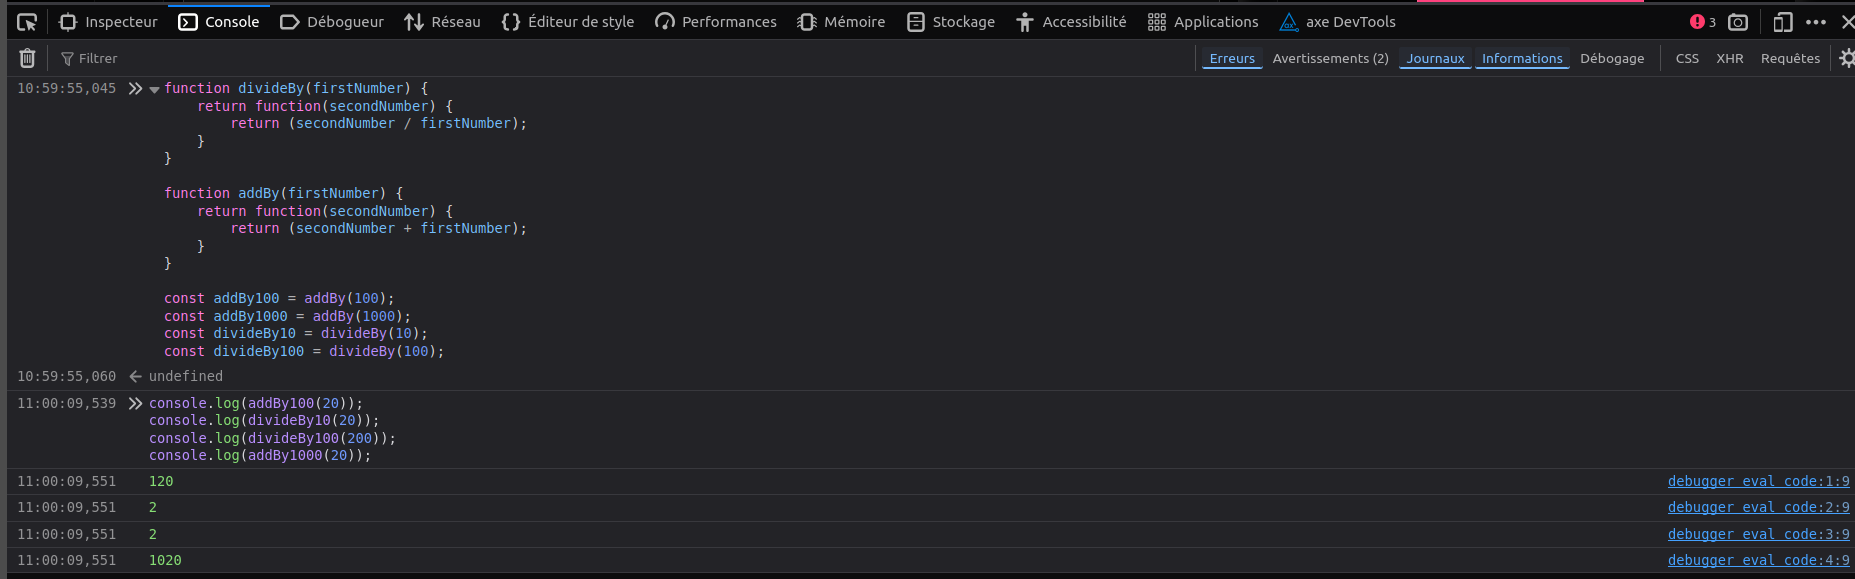 Inspecteur Console Débogueur Réseau Éditeur de style Performances Mémoire Stockage Accessibilité Applications axe DevTools 3
Filtrer Erreurs Avertissements (2) Journaux Informations Débogage CSS XHR Requêtes
10:59:55,045 function divideBy(firstNumber) {
return function(secondNumber) {
return (secondNumber / firstNumber);
}
}
function addBy(firstNumber) {
return function(secondNumber) {
return (secondNumber + firstNumber);
}
}
const addBy100 = addBy(100);
const addBy1000 = addBy(1000);
const divideBy10 = divideBy(10);
const divideBy100 = divideBy(100);
10:59:55,060 undefined
11:00:09,539 console.log(addBy100(20));
console.log(divideBy10(20));
console.log(divideBy100(200));
console.log(addBy1000(20));
11:00:09,551 120 debugger eval code:1:9
11:00:09,551 2 debugger eval code:2:9
11:00:09,551 2 debugger eval code:3:9
11:00:09,551 1020 debugger eval code:4:9